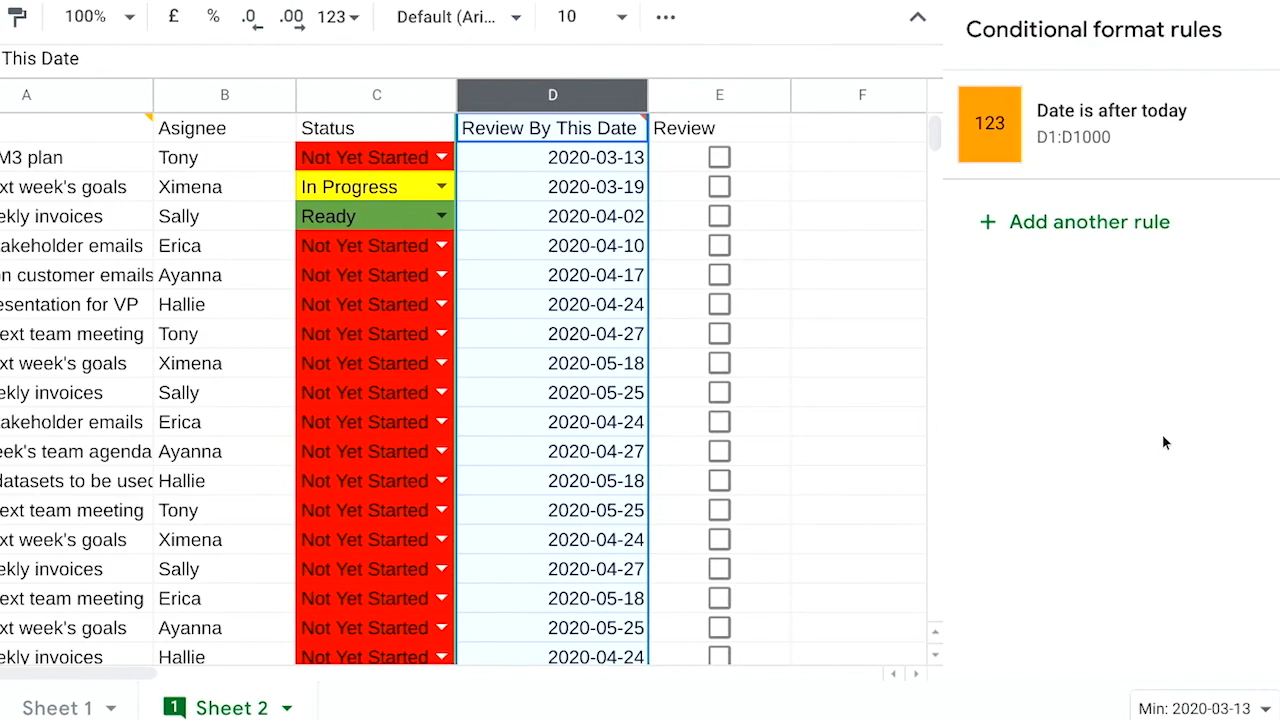 100% £ % .0 .00 123 Default (Ari... 10 ...
Conditional format rules
This Date
A B C D E F
123 Date is after today
D1:D1000
Asignee Status Review By This Date Review
M3 plan Tony Not Yet Started 2020-03-13
xt week's goals Ximena In Progress 2020-03-19
ekly invoices Sally Ready 2020-04-02
+ Add another rule
takeholder emails Erica Not Yet Started 2020-04-10
n customer emails Ayanna Not Yet Started 2020-04-17
esentation for VP Hallie Not Yet Started 2020-04-24
ext team meeting Tony Not Yet Started 2020-04-27
xt week's goals Ximena Not Yet Started 2020-05-18
ekly invoices Sally Not Yet Started 2020-05-25
takeholder emails Erica Not Yet Started 2020-04-24
eek's team agenda Ayanna Not Yet Started 2020-04-27
datasets to be used Hallie Not Yet Started 2020-05-18
ext team meeting Tony Not Yet Started 2020-05-25
xt week's goals Ximena Not Yet Started 2020-04-24
ekly invoices Sally Not Yet Started 2020-04-27
ext team meeting Erica Not Yet Started 2020-05-18
xt week's goals Ayanna Not Yet Started 2020-05-25
ekly invoices Hallie Not Yet Started 2020-04-24
Sheet 1 1 Sheet 2 Min: 2020-03-13